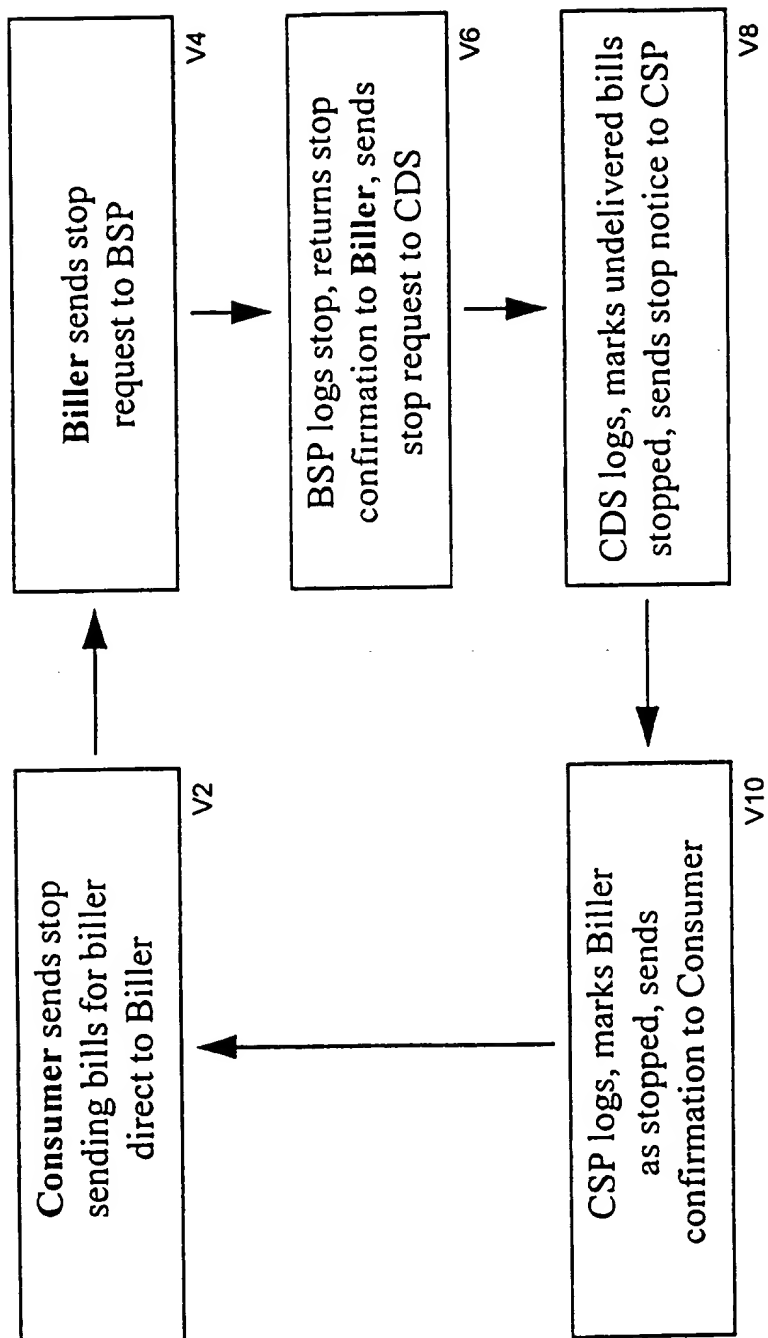 Consumer sends stop
sending bills for biller
direct to Biller
V2
Biller sends stop
request to BSP
V4
BSP logs stop, returns stop
confirmation to Biller, sends
stop request to CDS
V6
CDS logs, marks undelivered bills
stopped, sends stop notice to CSP
V8
CSP logs, marks Biller
as stopped, sends
confirmation to Consumer
V10